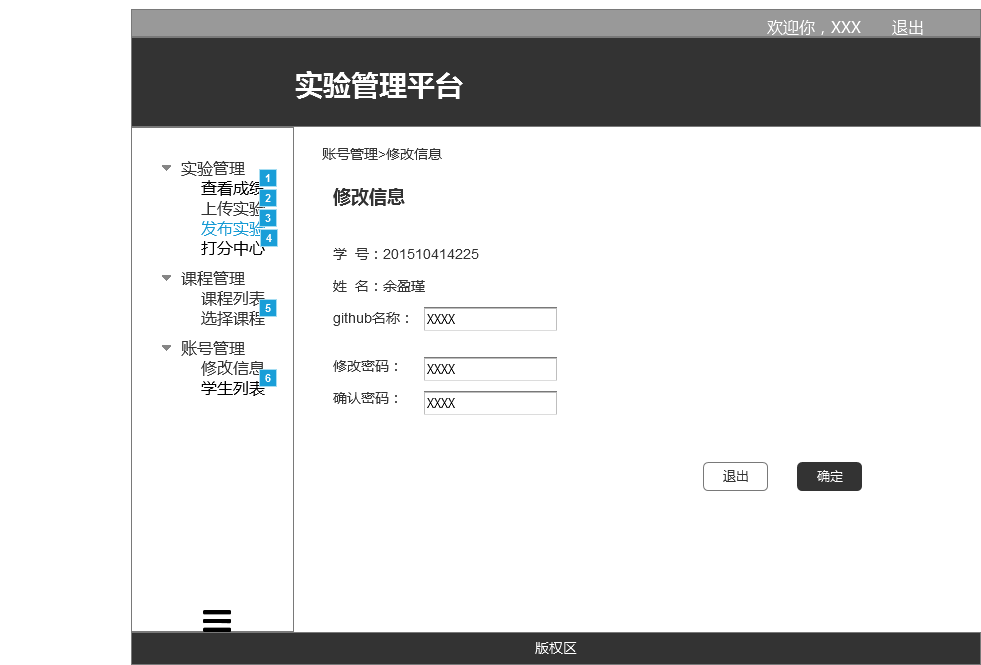 欢迎你，XXX 退出
实验管理平台
账号管理>修改信息
修改信息
学 号：201510414225
姓 名：余盈瑾
github名称： XXXX
修改密码： XXXX
确认密码： XXXX
退出 确定
实验管理
查看成绩 1
上传实验 2
发布实验 3
打分中心 4
课程管理
课程列表
选择课程 5
账号管理
修改信息
学生列表 6
版权区